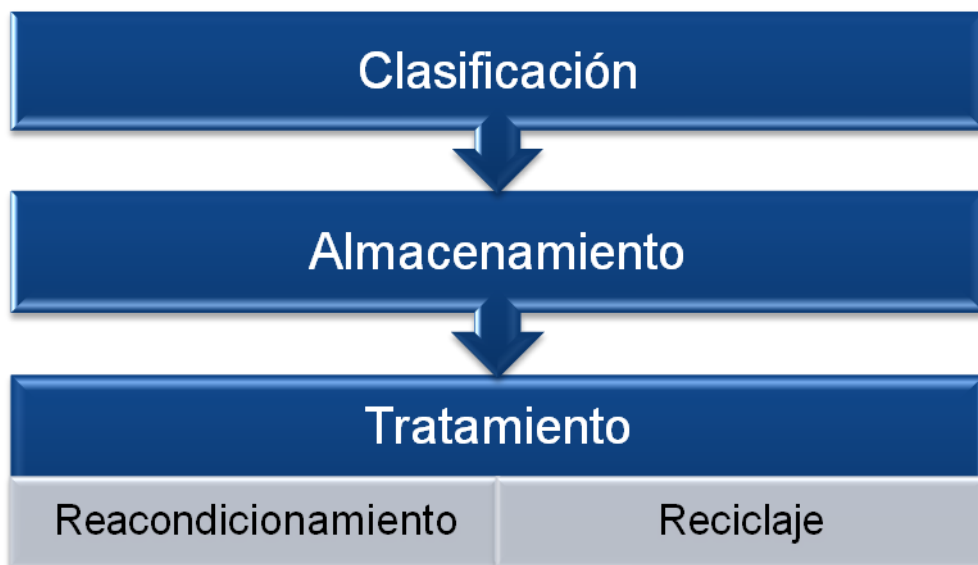 Clasificación
Almacenamiento
Tratamiento
Reacondicionamiento
Reciclaje